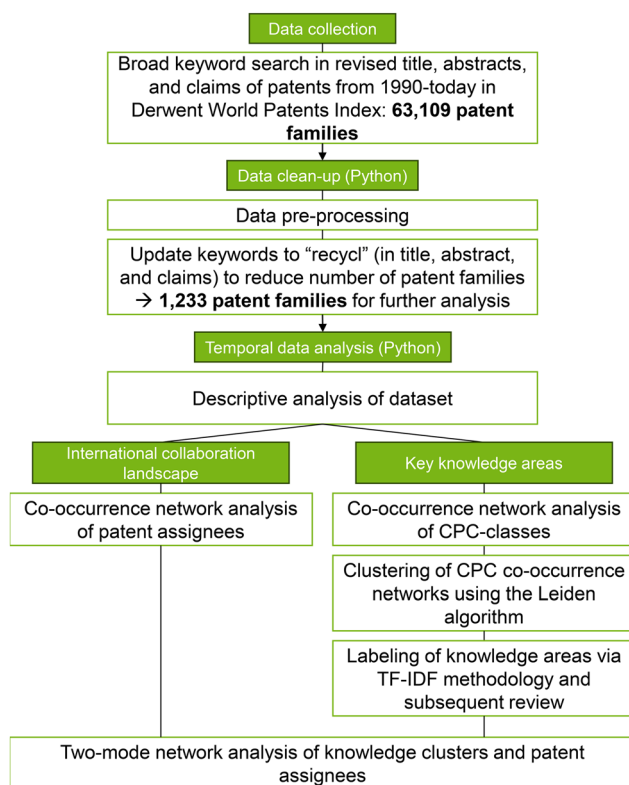 Data collection
Broad keyword search in revised title, abstracts,
and claims of patents from 1990-today in
Derwent World Patents Index: 63,109 patent
families
Data clean-up (Python)
Data pre-processing
Update keywords to “recycl” (in title, abstract,
and claims) to reduce number of patent families
→ 1,233 patent families for further analysis
Temporal data analysis (Python)
Descriptive analysis of dataset
International collaboration
landscape
Co-occurrence network analysis
of patent assignees
Key knowledge areas
Co-occurrence network analysis
of CPC-classes
Clustering of CPC co-occurrence
networks using the Leiden
algorithm
Labeling of knowledge areas via
TF-IDF methodology and
subsequent review
Two-mode network analysis of knowledge clusters and patent
assignees